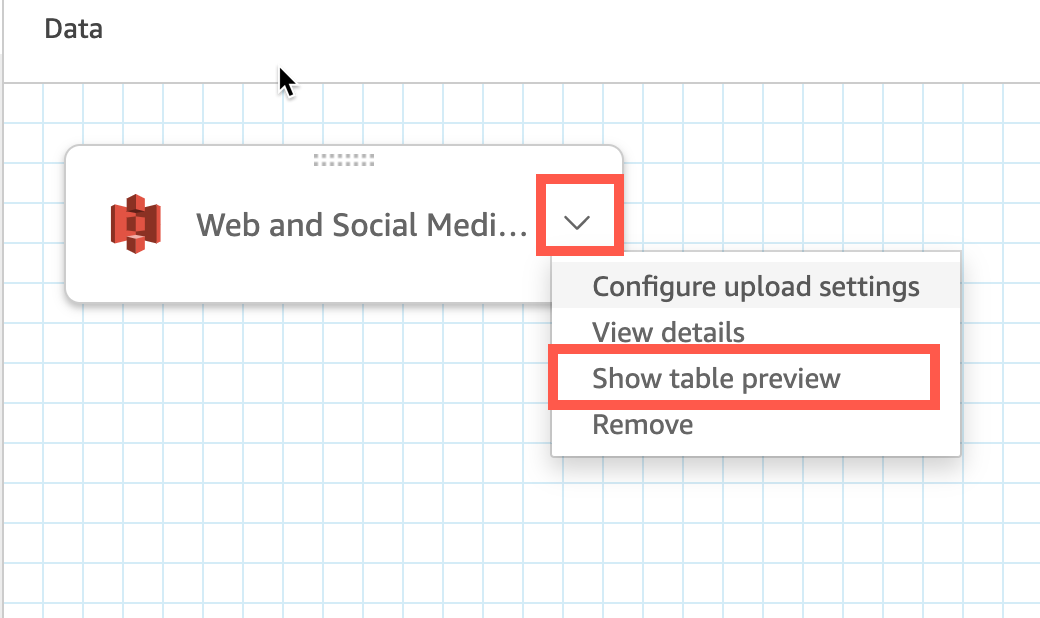 Data
Web and Social Medi...
Configure upload settings
View details
Show table preview
Remove